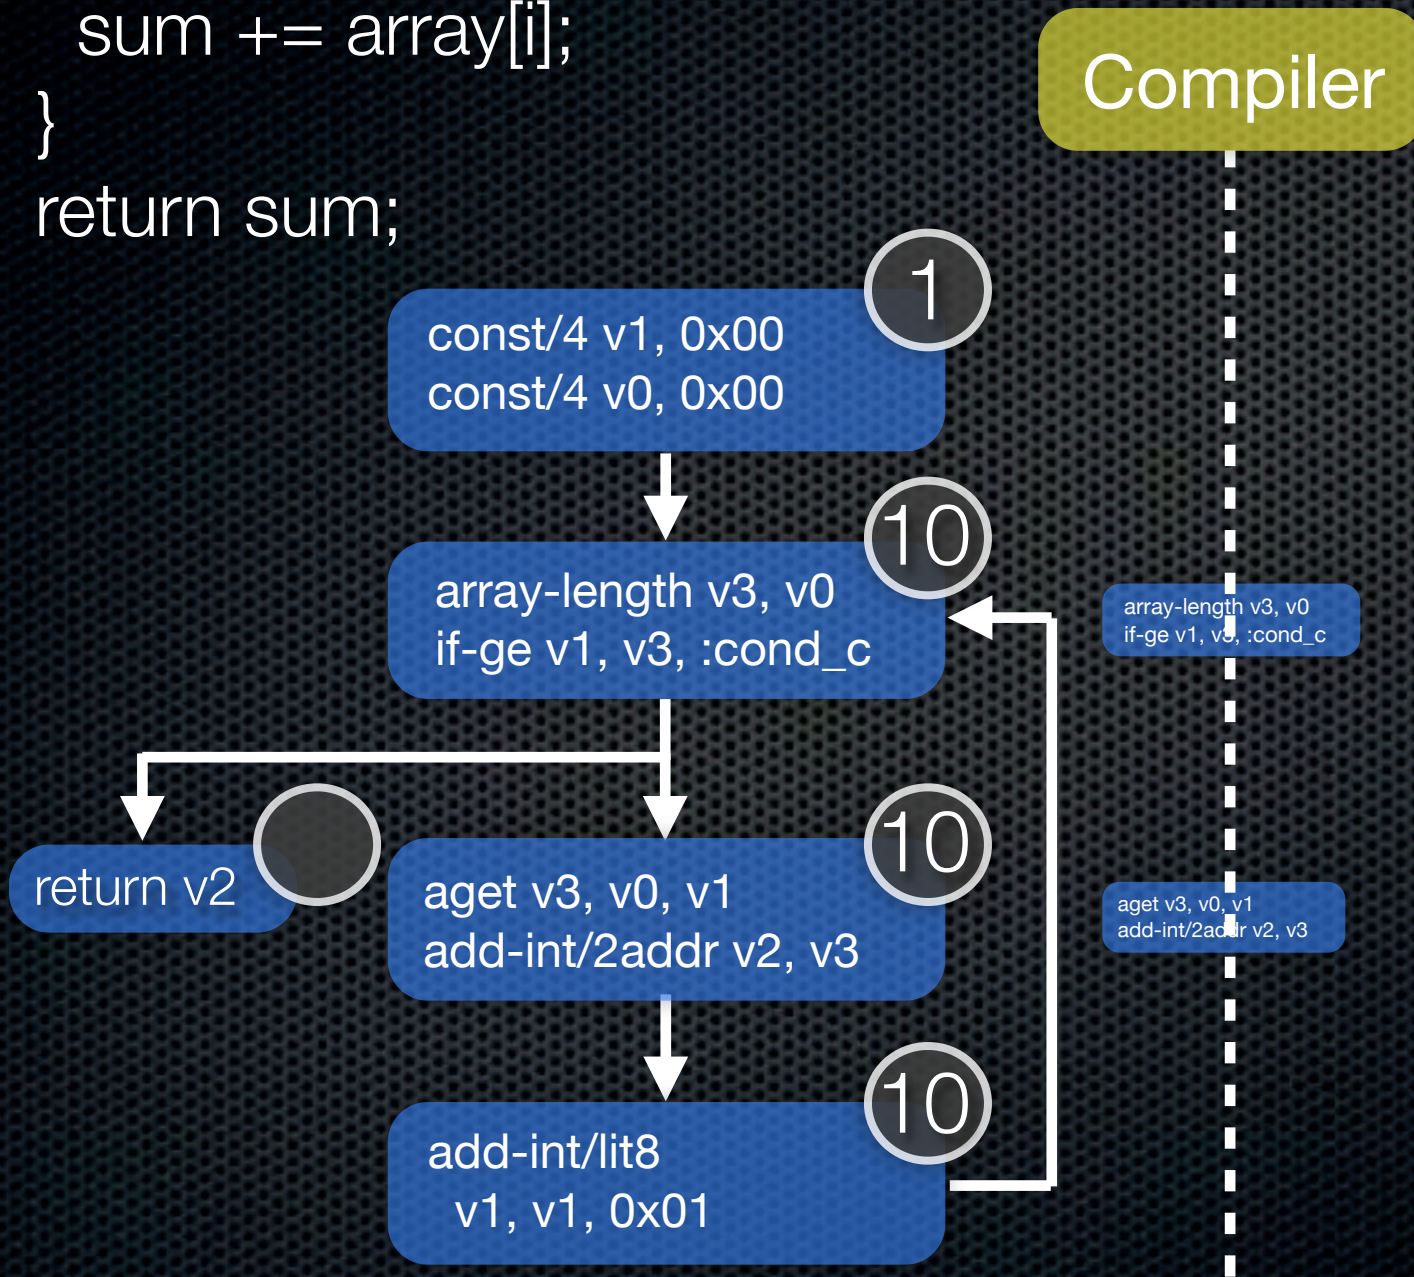 sum += array[i];
}
return sum;
Compiler
1
const/4 v1, 0x00
const/4 v0, 0x00
10
array-length v3, v0
if-ge v1, v3, :cond_c
array-length v3, v0
if-ge v1, v3, :cond_c
return v2
10
aget v3, v0, v1
add-int/2addr v2, v3
aget v3, v0, v1
add-int/2addr v2, v3
10
add-int/lit8
v1, v1, 0x01